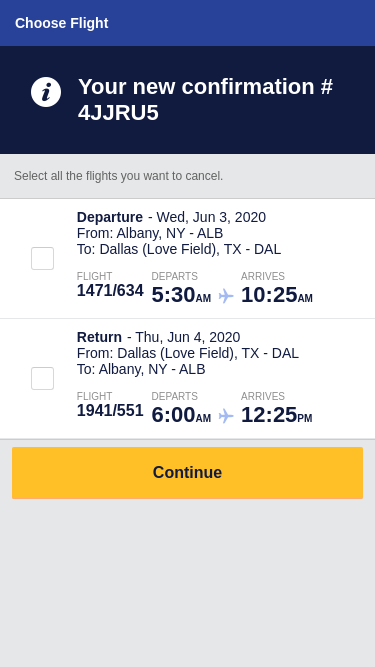 Choose Flight
Your new confirmation #
4JJRU5
Select all the flights you want to cancel.
Departure - Wed, Jun 3, 2020
From: Albany, NY - ALB
To: Dallas (Love Field), TX - DAL
FLIGHT DEPARTS ARRIVES
1471/634 5:30AM 10:25AM
Return - Thu, Jun 4, 2020
From: Dallas (Love Field), TX - DAL
To: Albany, NY - ALB
FLIGHT DEPARTS ARRIVES
1941/551 6:00AM 12:25PM
Continue